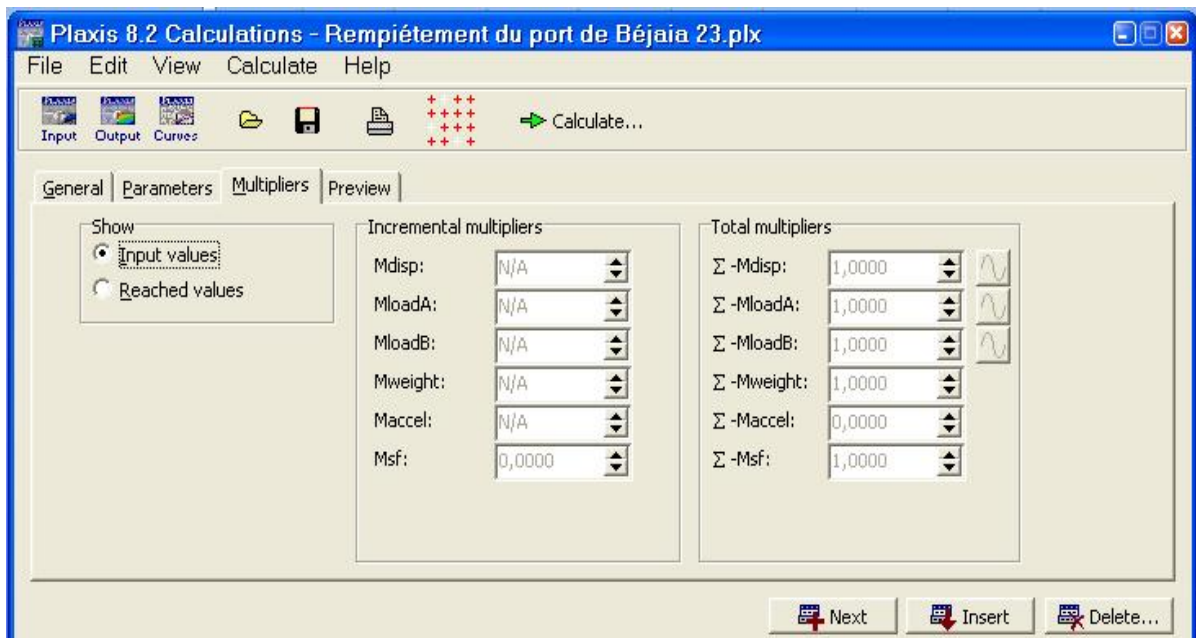 Plaxis 8.2 Calculations - Rempiétement du port de Béjaia 23.plx
File Edit View Calculate Help
Input Output Curves Calculate...
General Parameters Multipliers Preview
Show
Input values
Reached values
Incremental multipliers
Mdisp: N/A
MloadA: N/A
MloadB: N/A
Mweight: N/A
Maccel: N/A
Msf: 0,0000
Total multipliers
Σ -Mdisp: 1,0000
Σ -MloadA: 1,0000
Σ -MloadB: 1,0000
Σ -Mweight: 1,0000
Σ -Maccel: 0,0000
Σ -Msf: 1,0000
Next Insert Delete...